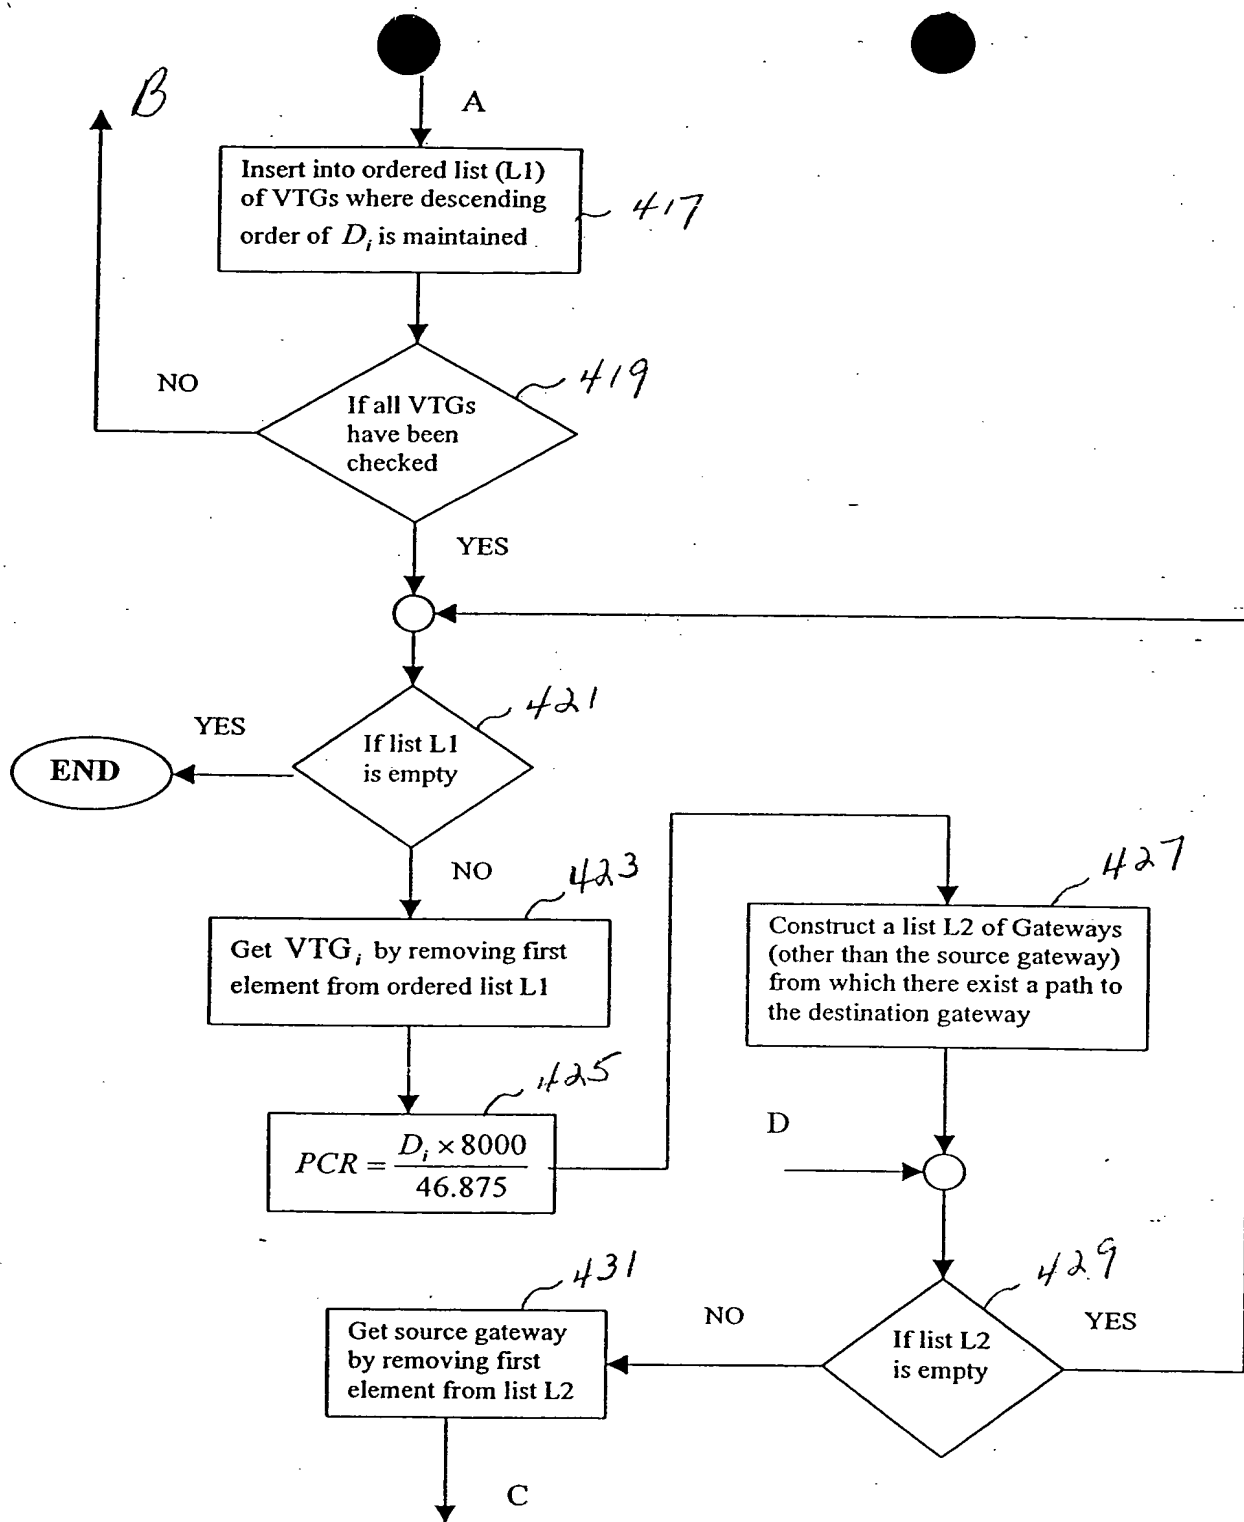 B
A
Insert into ordered list (L1)
of VTGs where descending
order of D_i is maintained
417
NO
419
If all VTGs
have been
checked
YES
421
YES
If list L1
is empty
END
NO
423
Get VTG_i by removing first
element from ordered list L1
427
Construct a list L2 of Gateways
(other than the source gateway)
from which there exist a path to
the destination gateway
425
PCR = D_i × 8000 / 46.875
D
431
429
Get source gateway
by removing first
element from list L2
NO
If list L2
is empty
YES
C